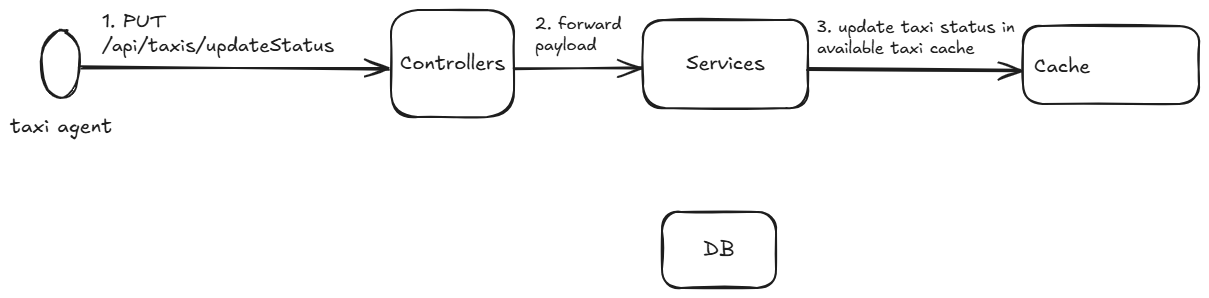 1. PUT
/api/taxis/updateStatus
2. forward
payload
3. update taxi status in
available taxi cache
Controllers
Services
Cache
taxi agent
DB